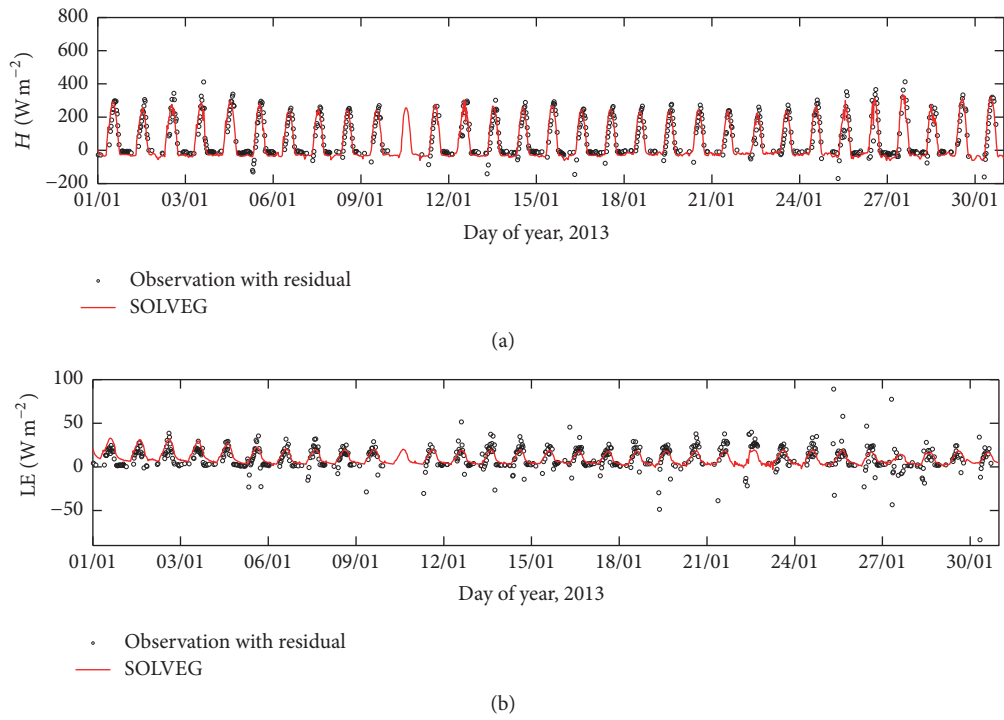 800
600
400
200
0
−200
H (W m−2)
01/01 03/01 06/01 09/01 12/01 15/01 18/01 21/01 24/01 27/01 30/01
Day of year, 2013
Observation with residual
SOLVEG
(a)
100
50
0
−50
LE (W m−2)
01/01 03/01 06/01 09/01 12/01 15/01 18/01 21/01 24/01 27/01 30/01
Day of year, 2013
Observation with residual
SOLVEG
(b)